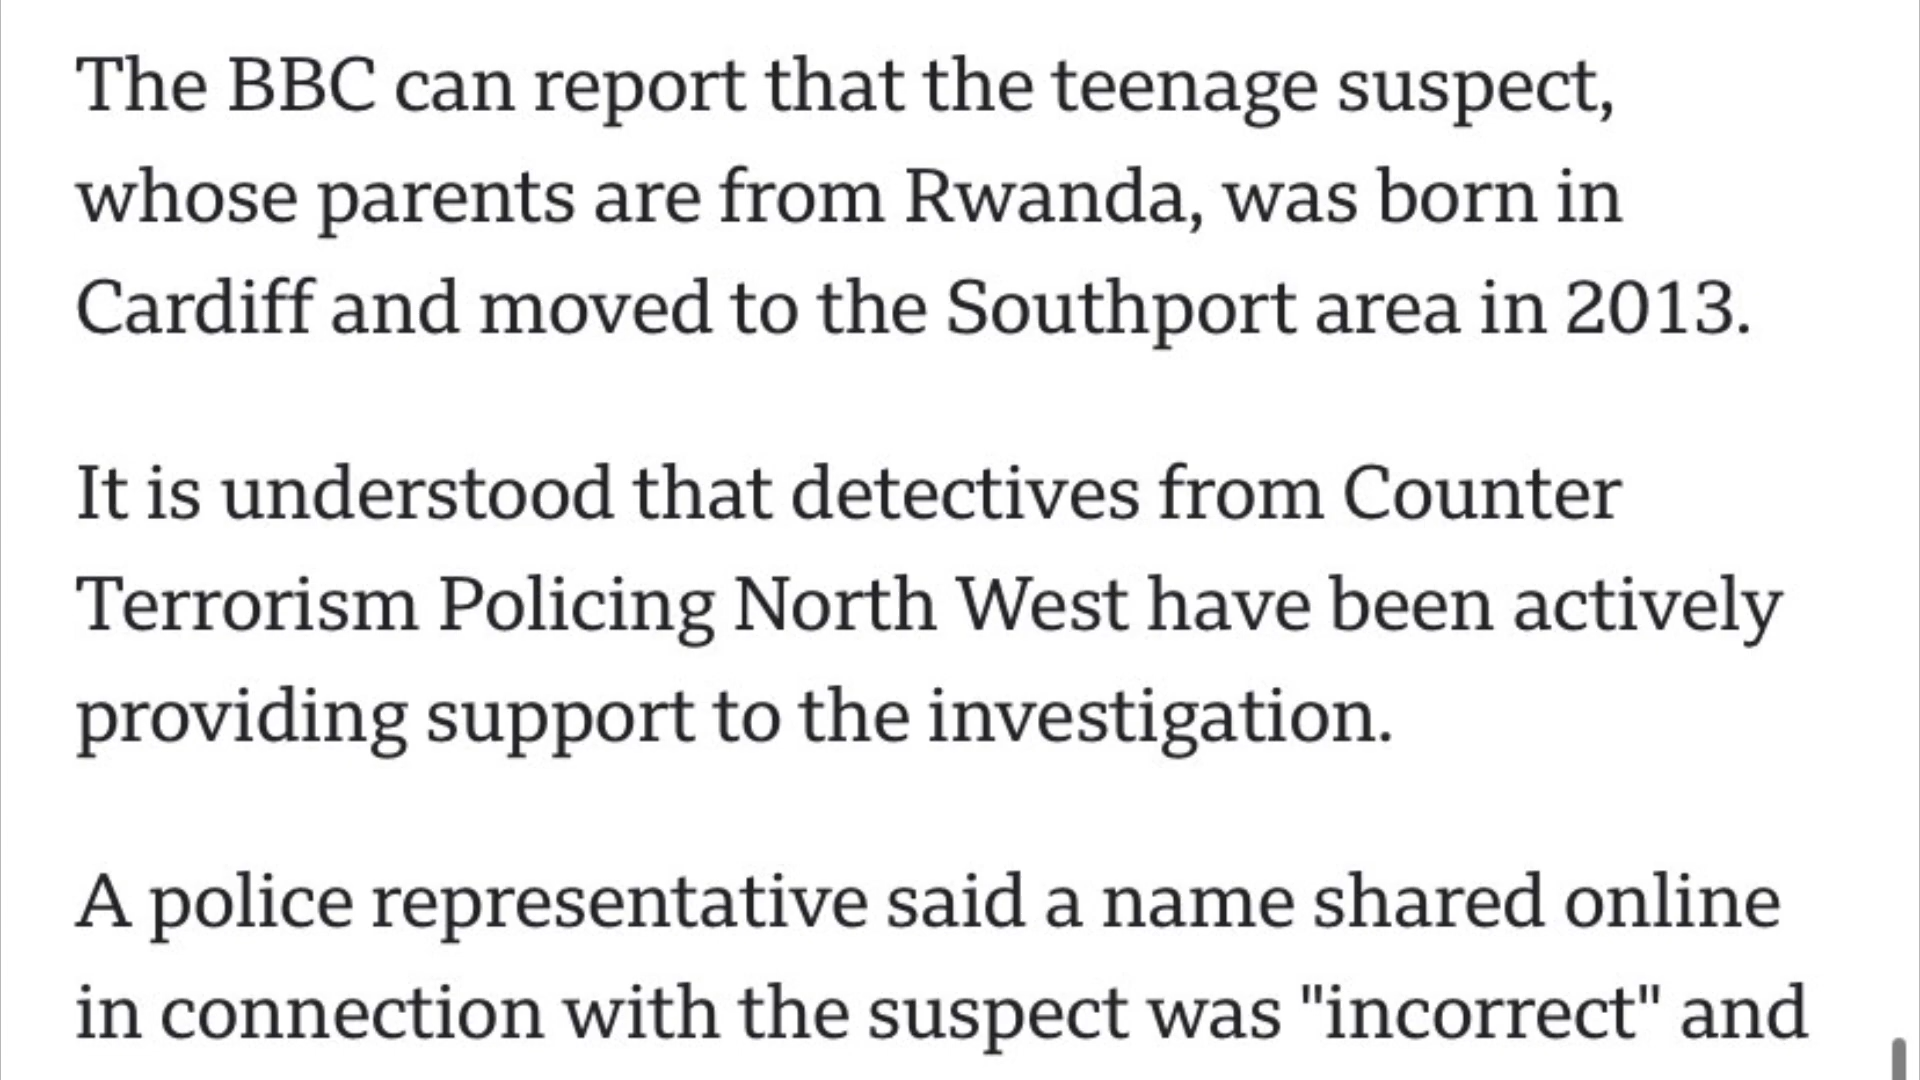 The BBC can report that the teenage suspect,
whose parents are from Rwanda, was born in
Cardiff and moved to the Southport area in 2013.
It is understood that detectives from Counter
Terrorism Policing North West have been actively
providing support to the investigation.
A police representative said a name shared online
in connection with the suspect was "incorrect" and